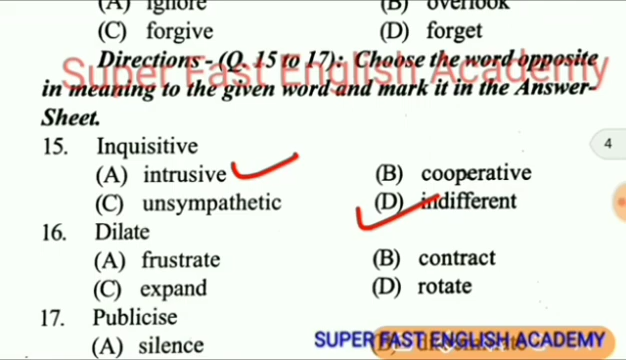 (A) ignore (B) overlook
(C) forgive (D) forget
Super Fast English Academy
Directions - (Q. 15 to 17): Choose the word opposite
in meaning to the given word and mark it in the Answer-
Sheet.
4
15. Inquisitive
(A) intrusive (B) cooperative
(C) unsympathetic (D) indifferent
16. Dilate
(A) frustrate (B) contract
(C) expand (D) rotate
17. Publicise
(A) silence
SUPER FAST ENGLISH ACADEMY